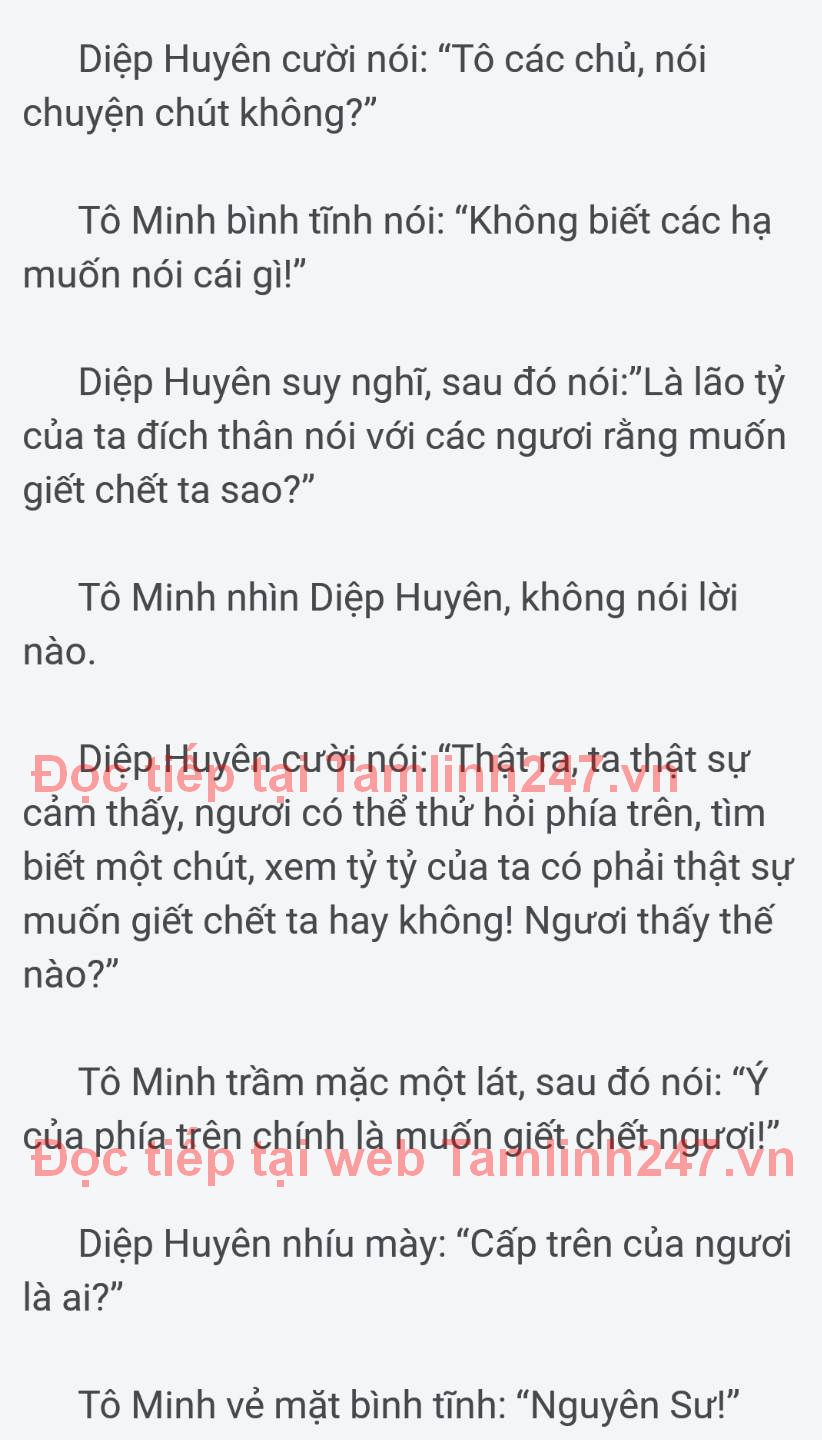 Diệp Huyên cười nói: “Tô các chủ, nói
chuyện chút không?”
Tô Minh bình tĩnh nói: “Không biết các hạ
muốn nói cái gì!”
Diệp Huyên suy nghĩ, sau đó nói:”Là lão tỷ
của ta đích thân nói với các ngươi rằng muốn
giết chết ta sao?”
Tô Minh nhìn Diệp Huyên, không nói lời
nào.
Diệp Huyên cười nói: “Thật ra, ta thật sự
Đọc tiếp tại Tamlinh247.vn
cảm thấy, ngươi có thể thử hỏi phía trên, tìm
biết một chút, xem tỷ tỷ của ta có phải thật sự
muốn giết chết ta hay không! Ngươi thấy thế
nào?”
Tô Minh trầm mặc một lát, sau đó nói: “Ý
của phía trên chính là muốn giết chết ngươi!”
Đọc tiếp tại web Tamlinh247.vn
Diệp Huyên nhíu mày: “Cấp trên của ngươi
là ai?”
Tô Minh vẻ mặt bình tĩnh: “Nguyên Sư!”